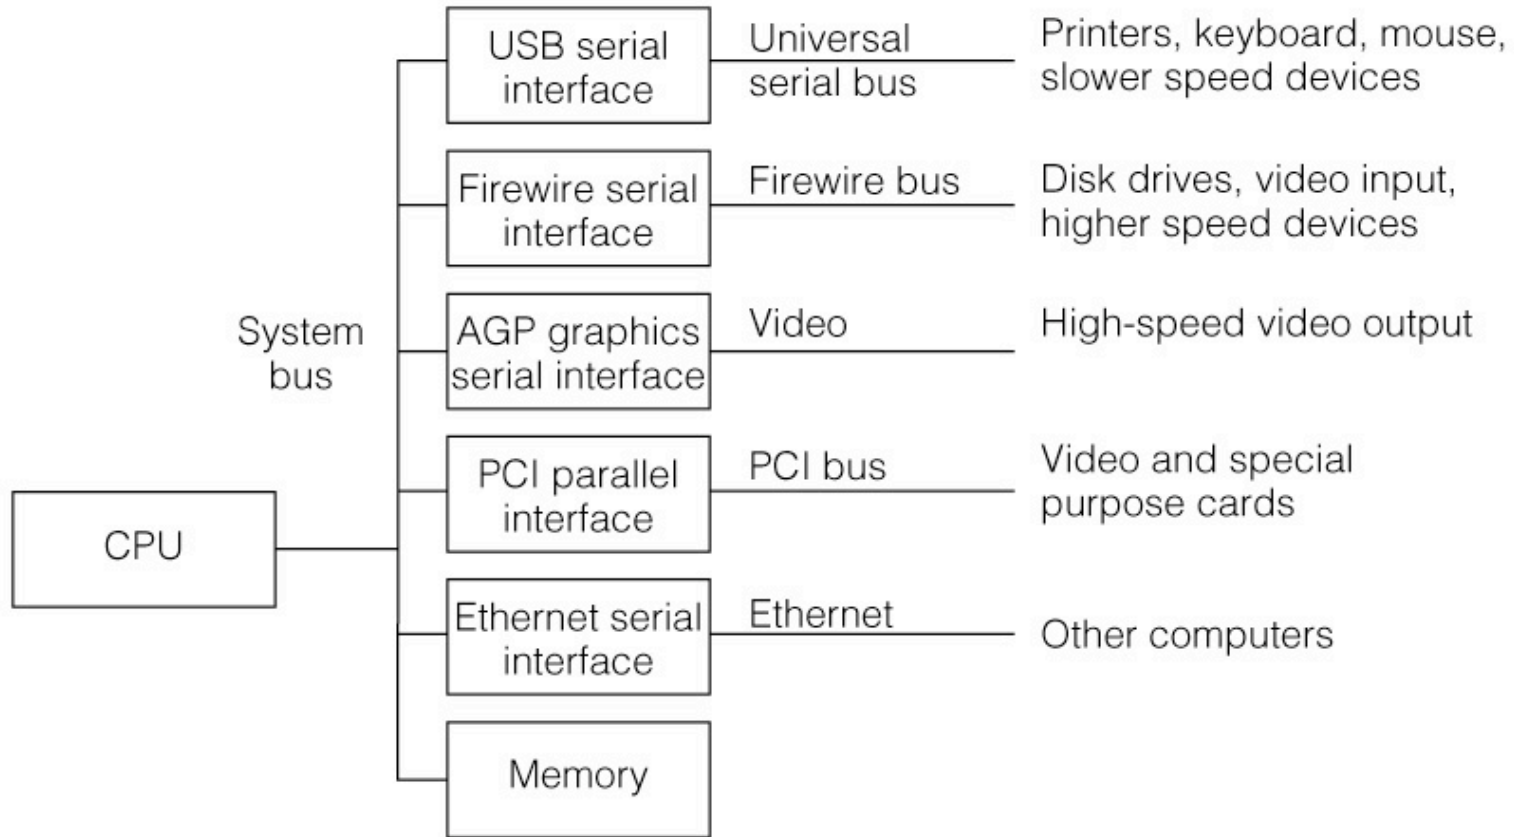 USB serial
interface
Universal
serial bus
Printers, keyboard, mouse,
slower speed devices
Firewire serial
interface
Firewire bus
Disk drives, video input,
higher speed devices
System
bus
AGP graphics
serial interface
Video
High-speed video output
PCI parallel
interface
PCI bus
Video and special
purpose cards
CPU
Ethernet serial
interface
Ethernet
Other computers
Memory